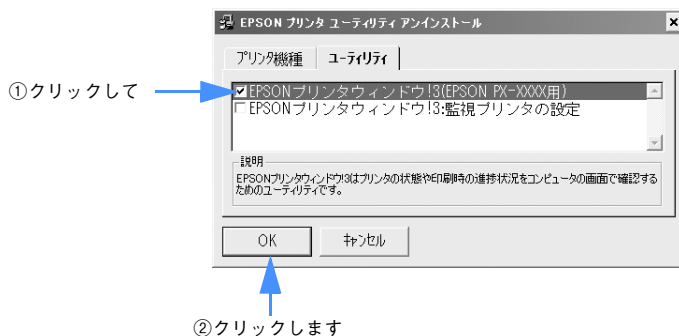 EPSON プリンタ ユーティリティ アンインストール
プリンタ機種 ユーティリティ
①クリックして
EPSONプリンタウィンドウ!3(EPSON PX-XXXX用)
EPSONプリンタウィンドウ!3:監視プリンタの設定
説明
EPSONプリンタウィンドウ!3はプリンタの状態や印刷時の進捗状況をコンピュータの画面で確認する
ためのユーティリティです。
OK キャンセル
②クリックします